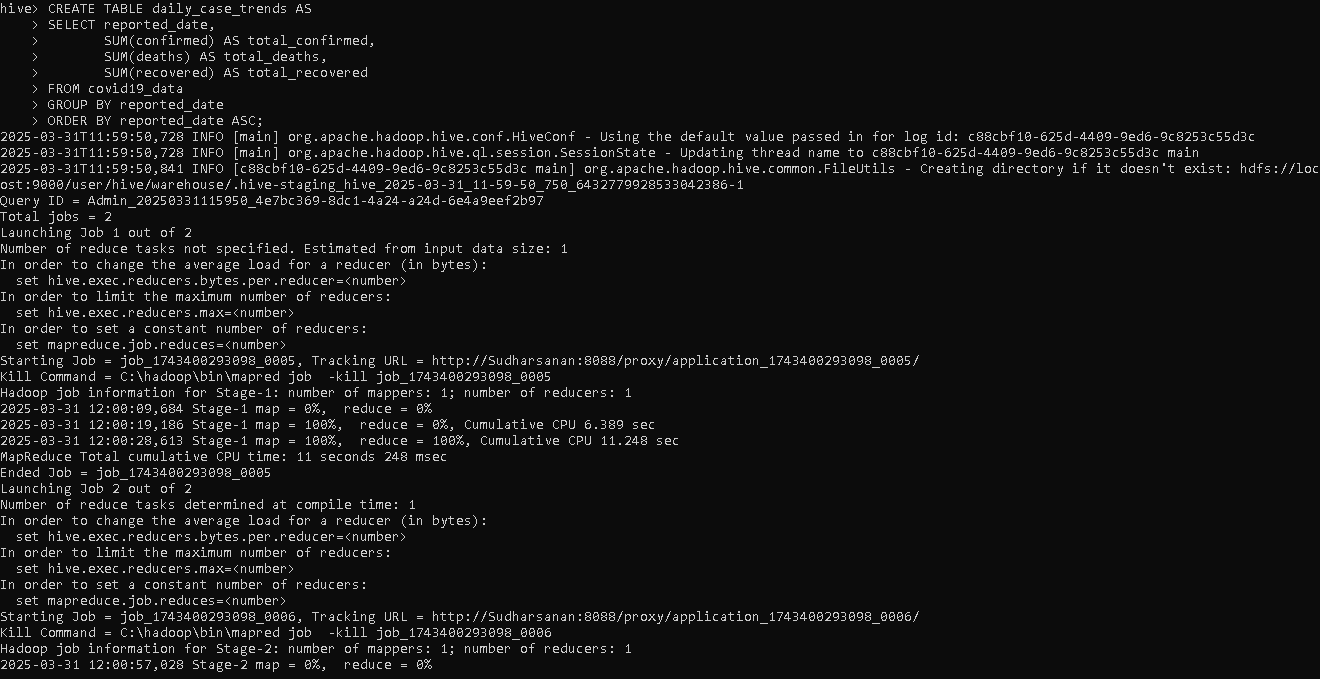 hive> CREATE TABLE daily_case_trends AS
    > SELECT reported_date,
    >        SUM(confirmed) AS total_confirmed,
    >        SUM(deaths) AS total_deaths,
    >        SUM(recovered) AS total_recovered
    > FROM covid19_data
    > GROUP BY reported_date
    > ORDER BY reported_date ASC;
2025-03-31T11:59:50,728 INFO [main] org.apache.hadoop.hive.conf.HiveConf - Using the default value passed in for log id: c88cbf10-625d-4409-9ed6-9c8253c55d3c
2025-03-31T11:59:50,728 INFO [main] org.apache.hadoop.hive.ql.session.SessionState - Updating thread name to c88cbf10-625d-4409-9ed6-9c8253c55d3c main
2025-03-31T11:59:50,841 INFO [c88cbf10-625d-4409-9ed6-9c8253c55d3c main] org.apache.hadoop.hive.common.FileUtils - Creating directory if it doesn't exist: hdfs://loc
ost:9000/user/hive/warehouse/.hive-staging_hive_2025-03-31_11-59-50_750_6432779928533042386-1
Query ID = Admin_20250331115950_4e7bc369-8dc1-4a24-a24d-6e4a9eef2b97
Total jobs = 2
Launching Job 1 out of 2
Number of reduce tasks not specified. Estimated from input data size: 1
In order to change the average load for a reducer (in bytes):
  set hive.exec.reducers.bytes.per.reducer=<number>
In order to limit the maximum number of reducers:
  set hive.exec.reducers.max=<number>
In order to set a constant number of reducers:
  set mapreduce.job.reduces=<number>
Starting Job = job_1743400293098_0005, Tracking URL = http://Sudharsanan:8088/proxy/application_1743400293098_0005/
Kill Command = C:\hadoop\bin\mapred job  -kill job_1743400293098_0005
Hadoop job information for Stage-1: number of mappers: 1; number of reducers: 1
2025-03-31 12:00:09,684 Stage-1 map = 0%,  reduce = 0%
2025-03-31 12:00:19,186 Stage-1 map = 100%,  reduce = 0%, Cumulative CPU 6.389 sec
2025-03-31 12:00:28,613 Stage-1 map = 100%,  reduce = 100%, Cumulative CPU 11.248 sec
MapReduce Total cumulative CPU time: 11 seconds 248 msec
Ended Job = job_1743400293098_0005
Launching Job 2 out of 2
Number of reduce tasks determined at compile time: 1
In order to change the average load for a reducer (in bytes):
  set hive.exec.reducers.bytes.per.reducer=<number>
In order to limit the maximum number of reducers:
  set hive.exec.reducers.max=<number>
In order to set a constant number of reducers:
  set mapreduce.job.reduces=<number>
Starting Job = job_1743400293098_0006, Tracking URL = http://Sudharsanan:8088/proxy/application_1743400293098_0006/
Kill Command = C:\hadoop\bin\mapred job  -kill job_1743400293098_0006
Hadoop job information for Stage-2: number of mappers: 1; number of reducers: 1
2025-03-31 12:00:57,028 Stage-2 map = 0%,  reduce = 0%